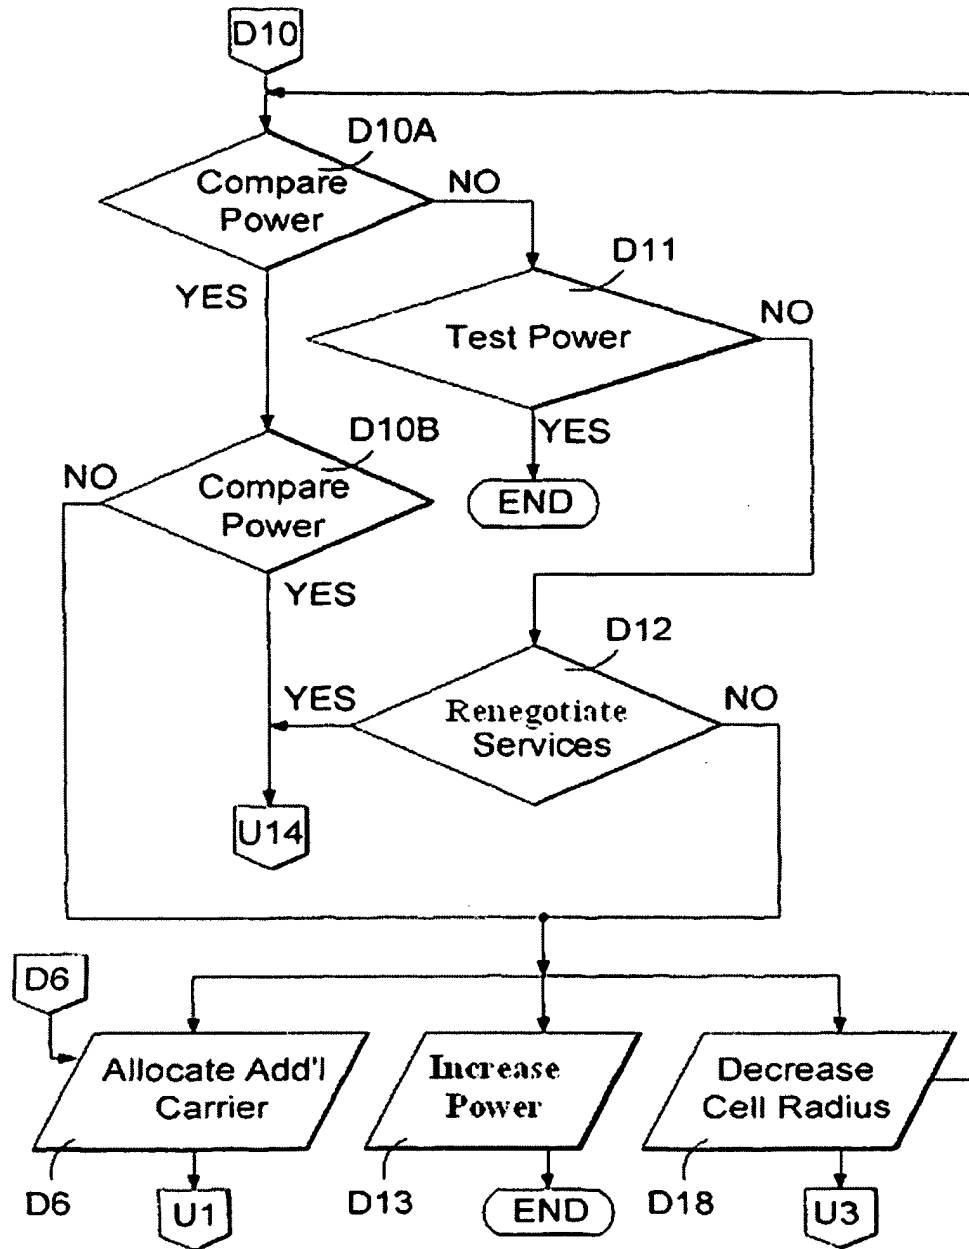 D10
D10A
Compare
Power
NO
YES
D11
Test Power
NO
YES
END
D10B
NO
Compare
Power
YES
D12
YES
Renegotiate
Services
NO
U14
D6
Allocate Add'l
Carrier
Increase
Power
Decrease
Cell Radius
D6
U1
D13
END
D18
U3